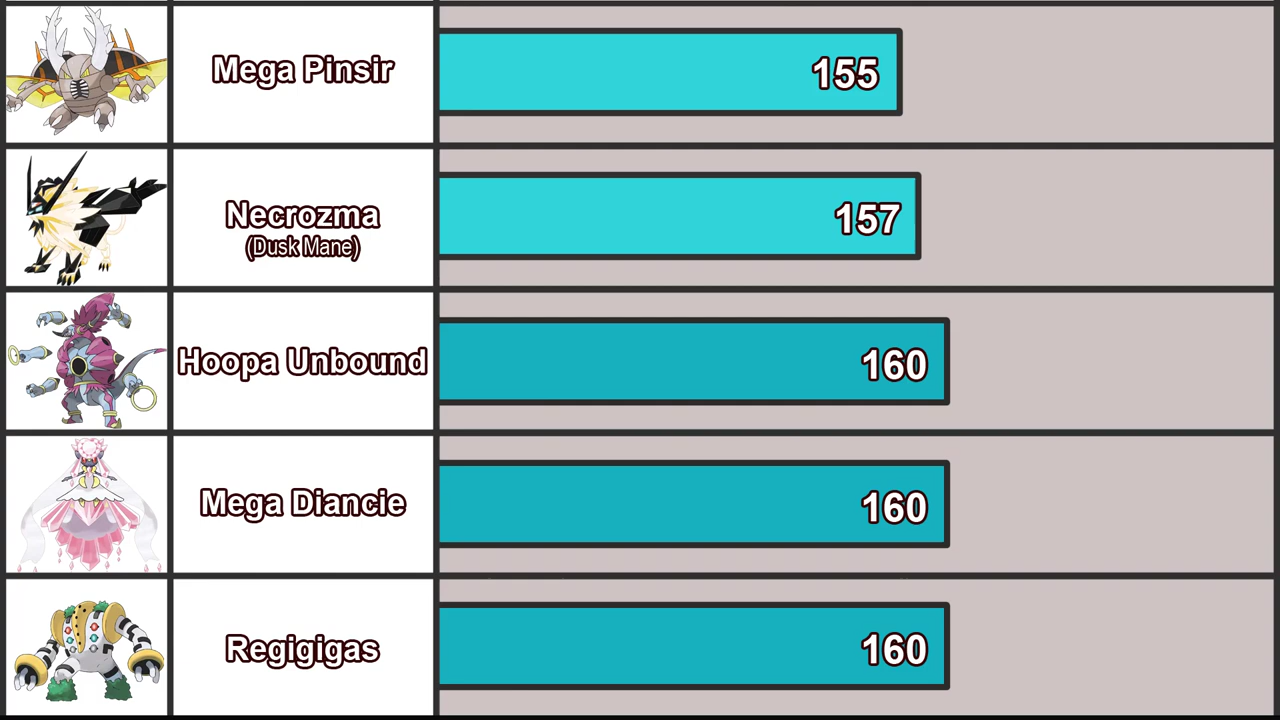 Mega Pinsir
155
Necrozma
(Dusk Mane)
157
Hoopa Unbound
160
Mega Diancie
160
Regigigas
160